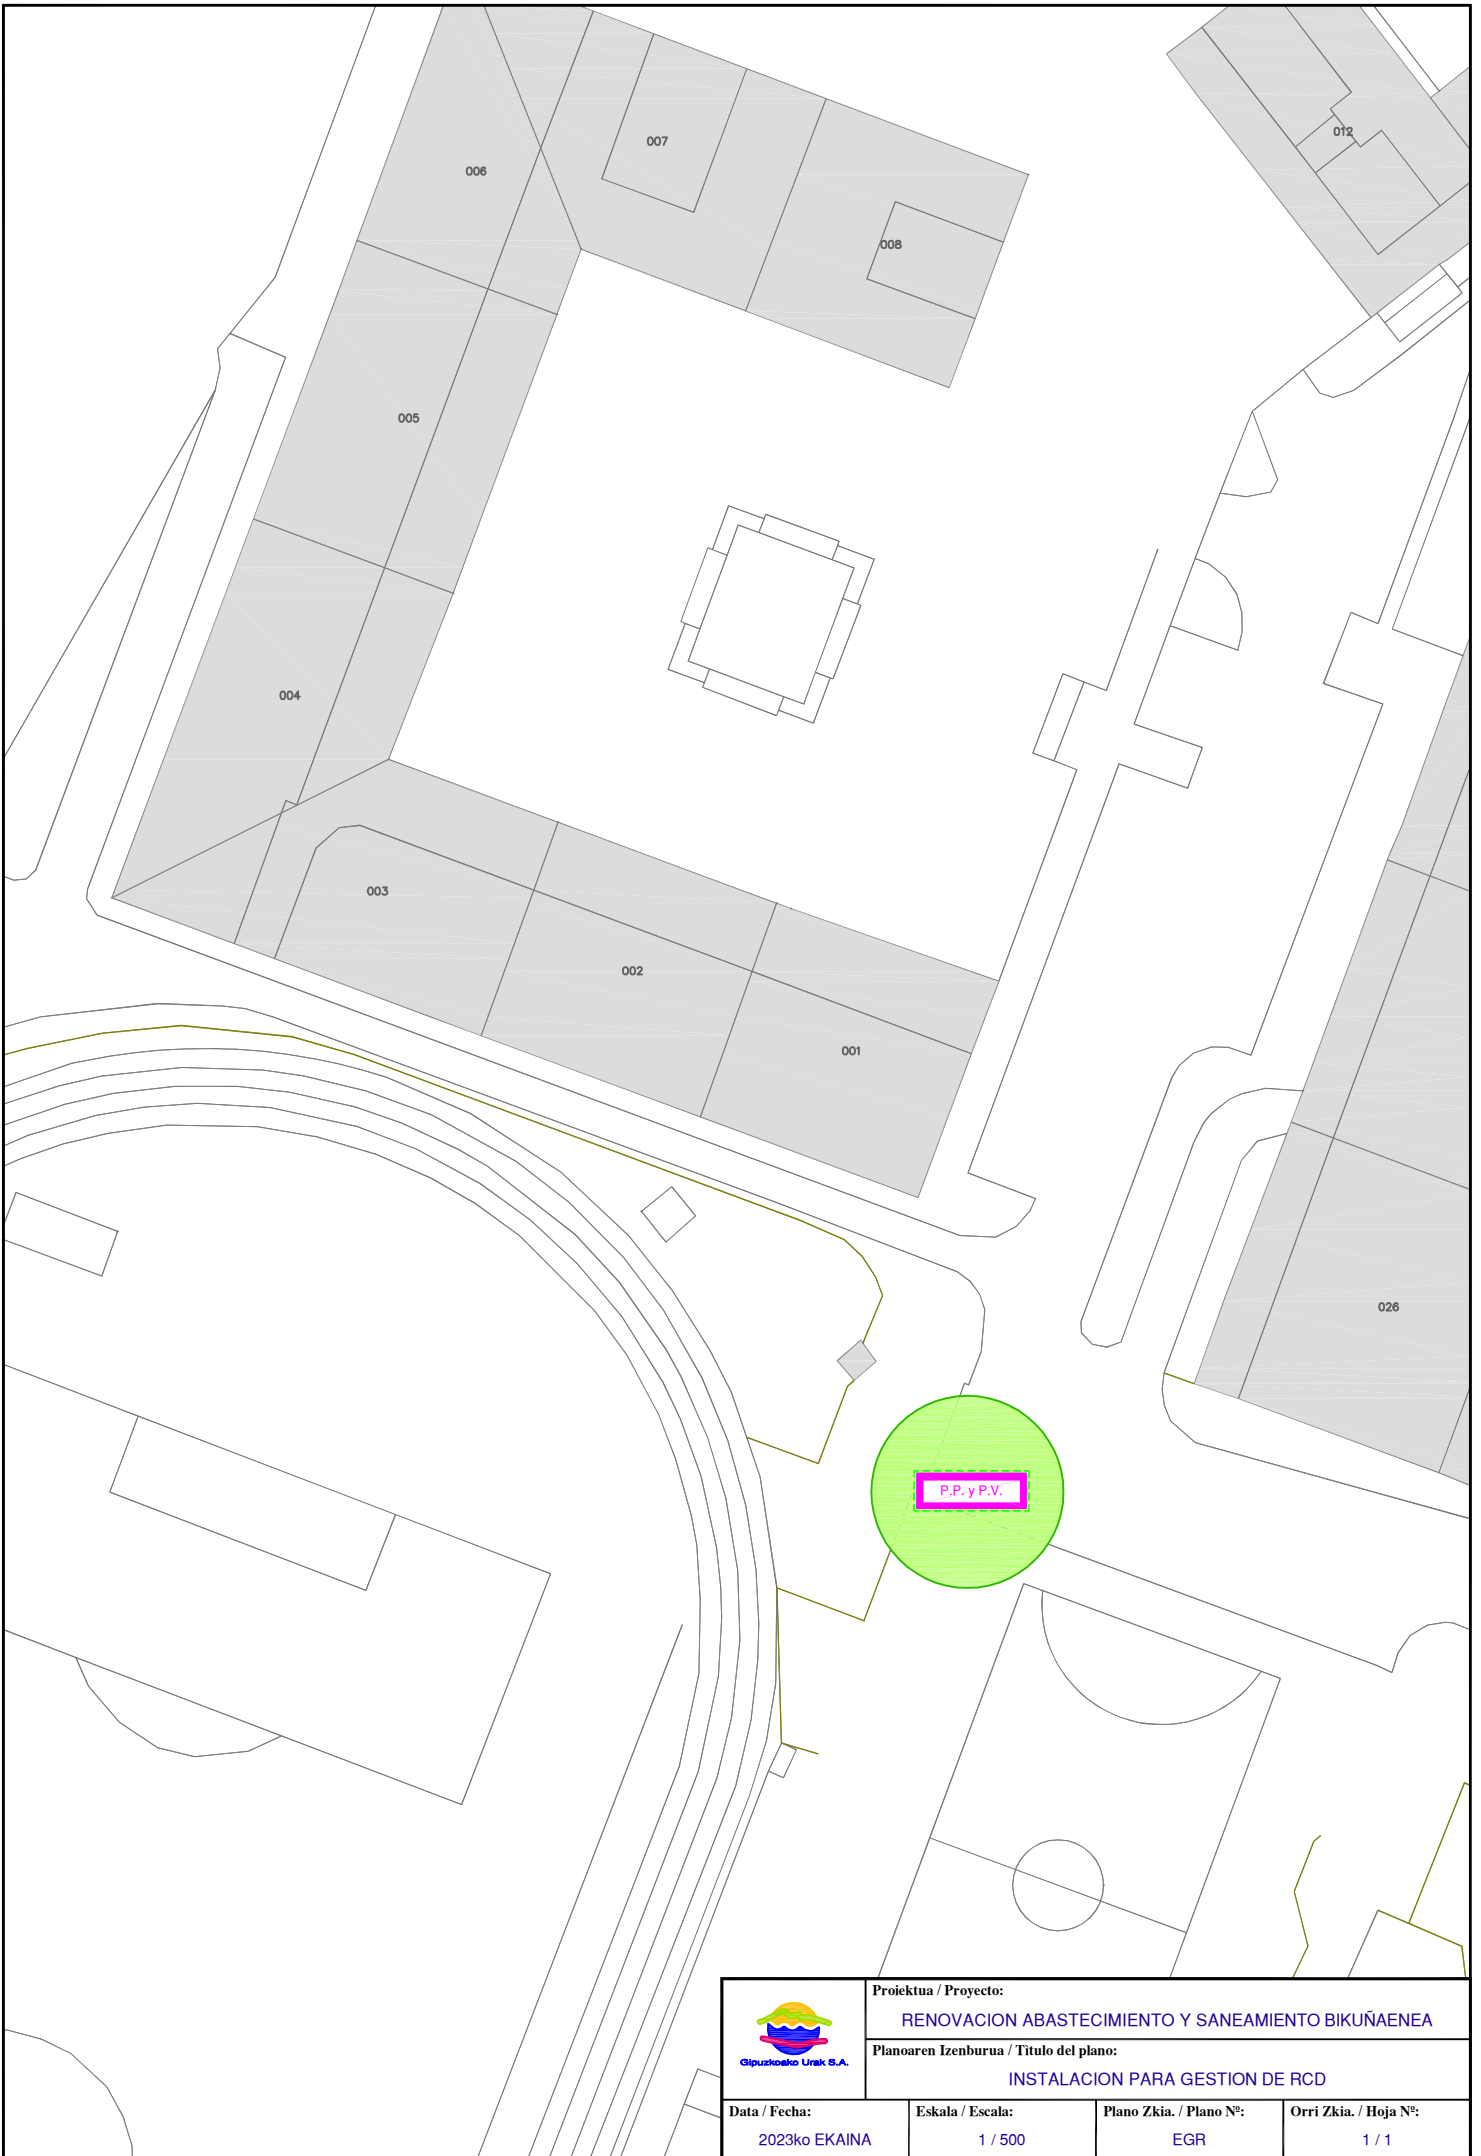 007
012
006
008
005
004
003
002
001
026
P.P. y P.V.
Proiektua / Proyecto:
RENOVACION ABASTECIMIENTO Y SANEAMIENTO BIKUÑAENEA
Planoaren Izenburua / Titulo del plano:
INSTALACION PARA GESTION DE RCD
Gipuzkoako Urak S.A.
Data / Fecha:
2023ko EKAINA
Eskala / Escala:
1 / 500
Plano Zkia. / Plano Nº:
EGR
Orri Zkia. / Hoja Nº:
1 / 1